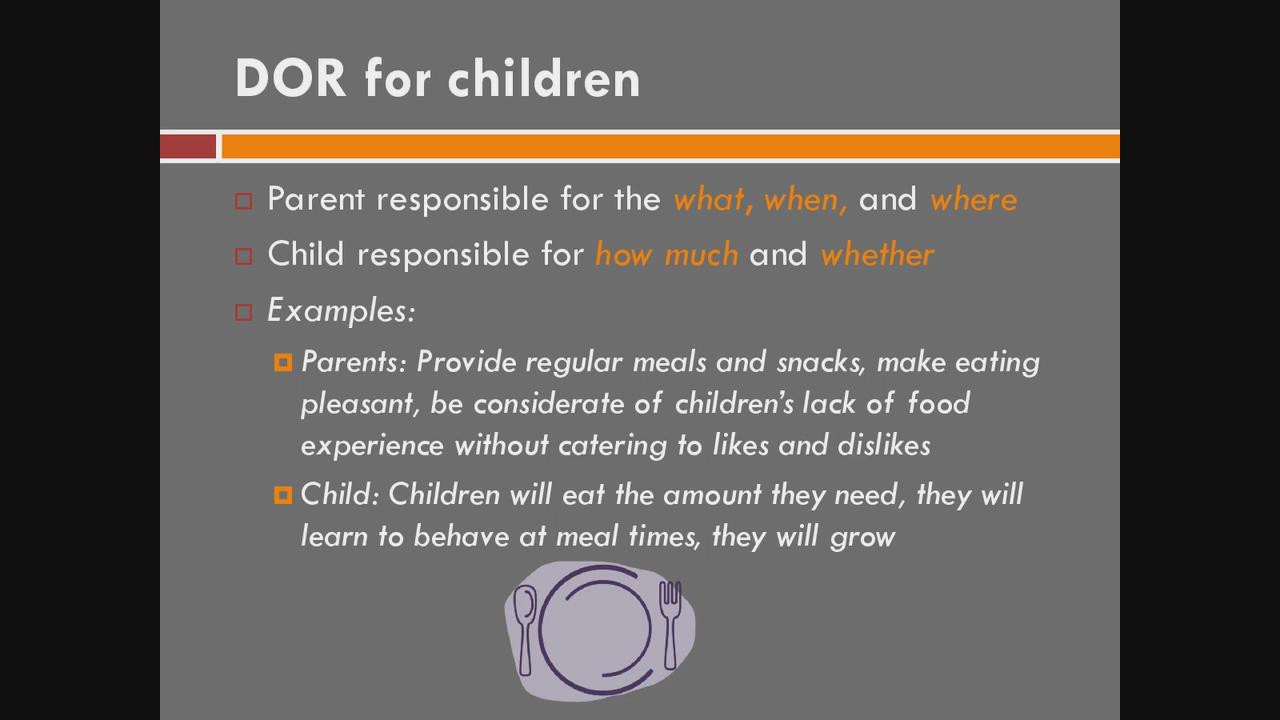 DOR for children
Parent responsible for the what, when, and where
Child responsible for how much and whether
Examples:
Parents: Provide regular meals and snacks, make eating
pleasant, be considerate of children’s lack of food
experience without catering to likes and dislikes
Child: Children will eat the amount they need, they will
learn to behave at meal times, they will grow